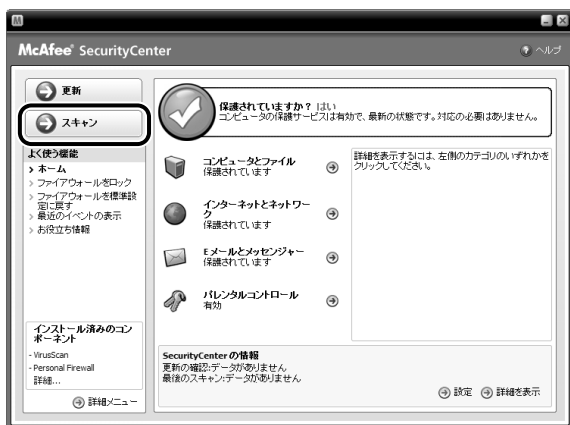 McAfee® SecurityCenter
ヘルプ
更新
スキャン
よく使う機能
ホーム
ファイアウォールをロック
ファイアウォールを標準設
定に戻す
最近のイベントの表示
お役立ち情報
インストール済みのコン
ポーネント
- VirusScan
- Personal Firewall
詳細...
詳細メニュー
保護されていますか? はい
コンピュータの保護サービスは有効で、最新の状態です。対応の必要はありません。
コンピュータとファイル
保護されています
インターネットとネットワー
ク
保護されています
Eメールとメッセンジャー
保護されています
パレンタルコントロール
有効
詳細を表示するには、左側のカテゴリのいずれかを
クリックしてください。
SecurityCenter の情報
更新の確認:データがありません
最後のスキャン:データがありません
設定 詳細を表示